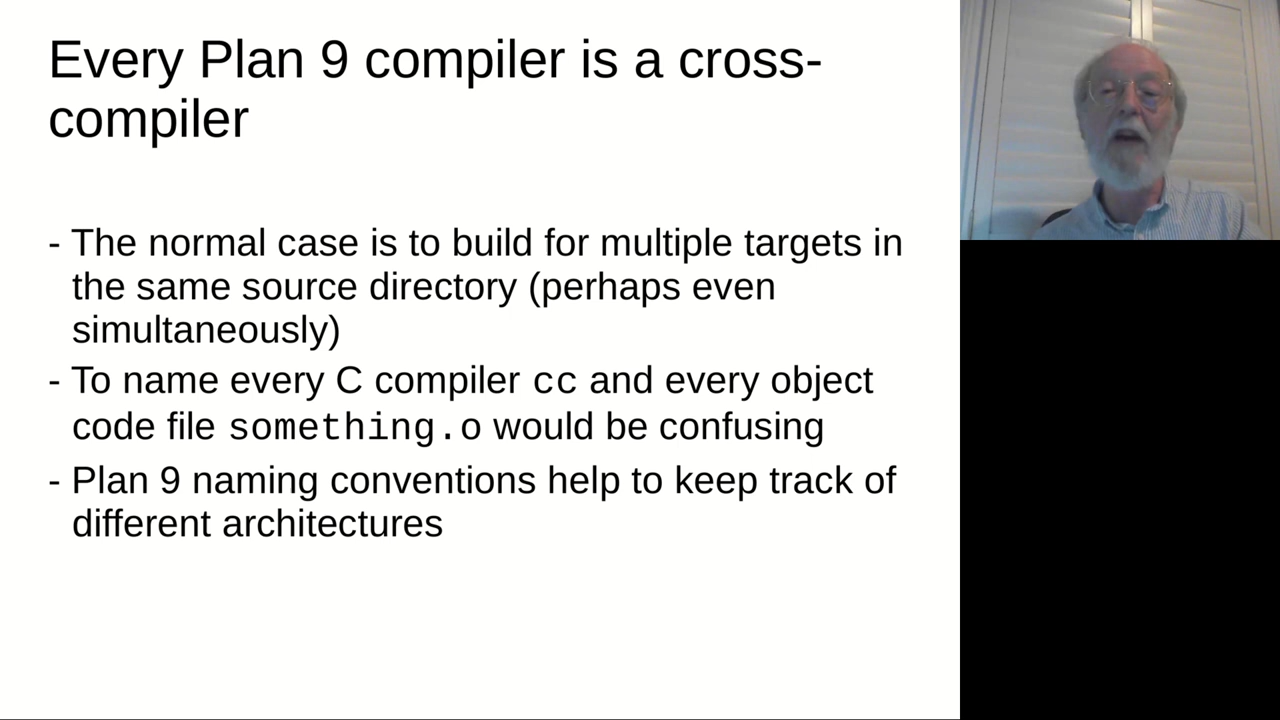 Every Plan 9 compiler is a cross-
compiler
- The normal case is to build for multiple targets in
the same source directory (perhaps even
simultaneously)
- To name every C compiler cc and every object
code file something.o would be confusing
- Plan 9 naming conventions help to keep track of
different architectures